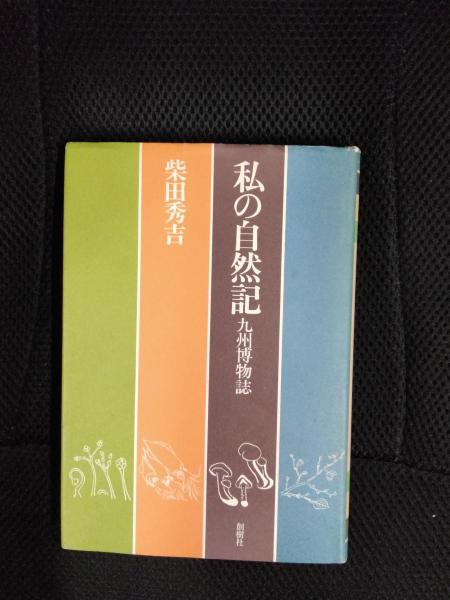 私の自然記
九州博物誌
柴田秀吉
創樹社